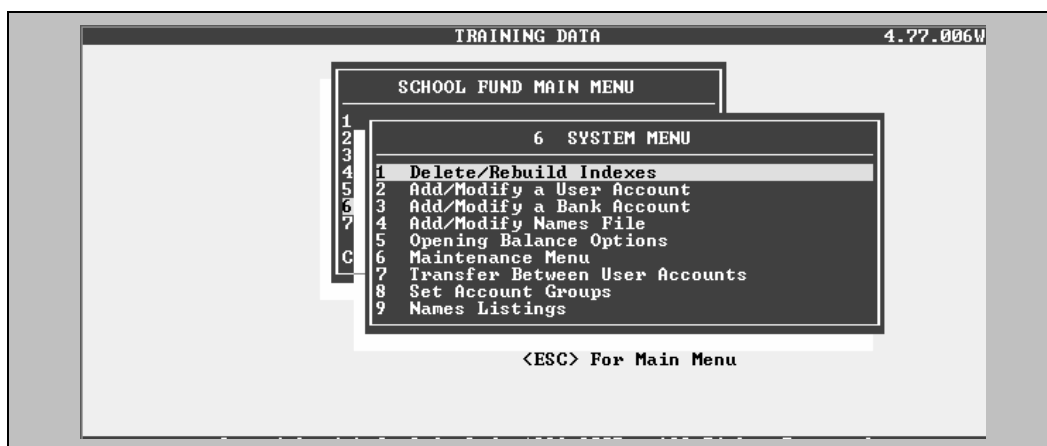 TRAINING DATA 4.77.006W
SCHOOL FUND MAIN MENU
1
2
3
4
5
6
7
C
6 SYSTEM MENU
1 Delete/Rebuild Indexes
2 Add/Modify a User Account
3 Add/Modify a Bank Account
4 Add/Modify Names File
5 Opening Balance Options
6 Maintenance Menu
7 Transfer Between User Accounts
8 Set Account Groups
9 Names Listings
<ESC> For Main Menu